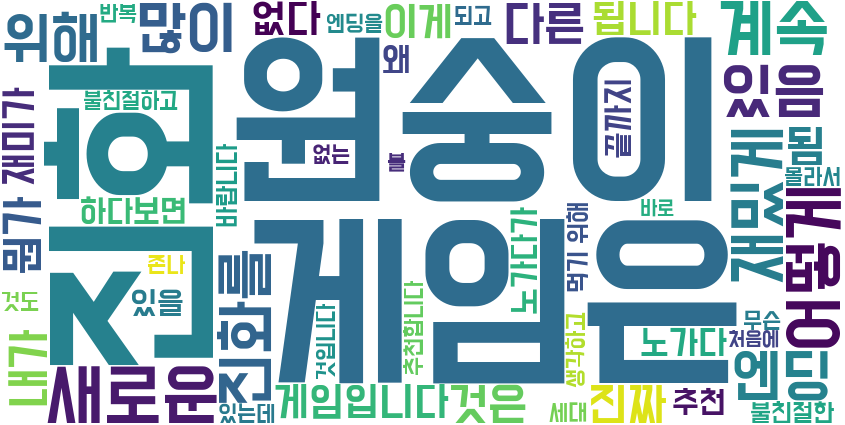 반복
많이
없다
엔딩을
이게
되고
다른
됩니다
계속
위해
왜
있음
불친절하고
원숭이
끝까지
진화
없는
불
됨
재미가
바랍니다
몰라서
하다보면
재밌게
뭔가
게임은
노가다가
먹기 위해
바로
어떻게
를
존나
있을
추천합니다
것도
진화
것입니다
생각하고
무슨
노가다
처음에
내가
엔딩
새로운
있는데
게임입니다
것은
세대
진짜
추천
불친절한